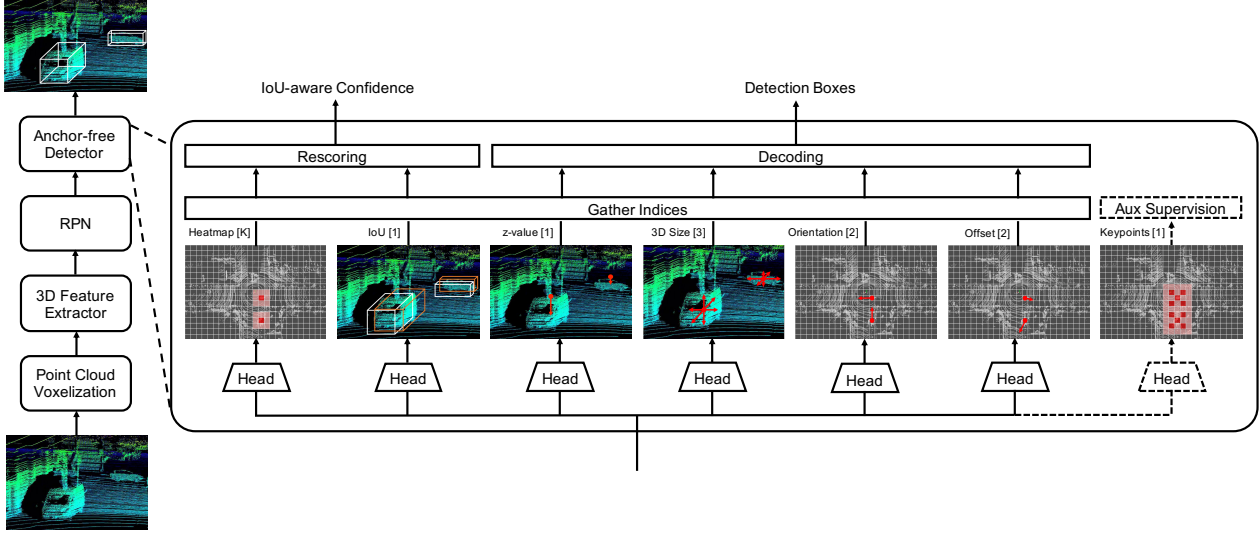 IoU-aware Confidence
Detection Boxes
Anchor-free
Detector
RPN
3D Feature
Extractor
Point Cloud
Voxelization
Rescoring
Decoding
Gather Indices
Aux Supervision
Heatmap [K]
IoU [1]
z-value [1]
3D Size [3]
Orientation [2]
Offset [2]
Keypoints [1]
Head
Head
Head
Head
Head
Head
Head